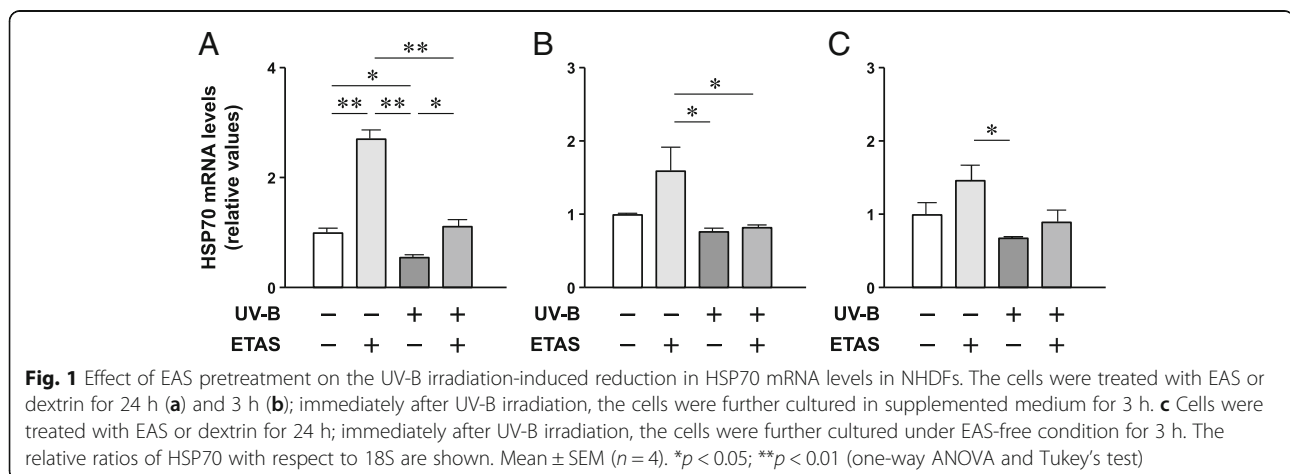 A
B
C
HSP70 mRNA levels
(relative values)
4
2
0
**
*
** ** *
3
2
1
0
*
*
3
2
1
0
*
UV-B − − + +
ETAS − + − +
UV-B − − + +
ETAS − + − +
UV-B − − + +
ETAS − + − +
Fig. 1 Effect of EAS pretreatment on the UV-B irradiation-induced reduction in HSP70 mRNA levels in NHDFs. The cells were treated with EAS or
dextrin for 24 h (a) and 3 h (b); immediately after UV-B irradiation, the cells were further cultured in supplemented medium for 3 h. c Cells were
treated with EAS or dextrin for 24 h; immediately after UV-B irradiation, the cells were further cultured under EAS-free condition for 3 h. The
relative ratios of HSP70 with respect to 18S are shown. Mean ± SEM (n = 4). *p < 0.05; **p < 0.01 (one-way ANOVA and Tukey's test)